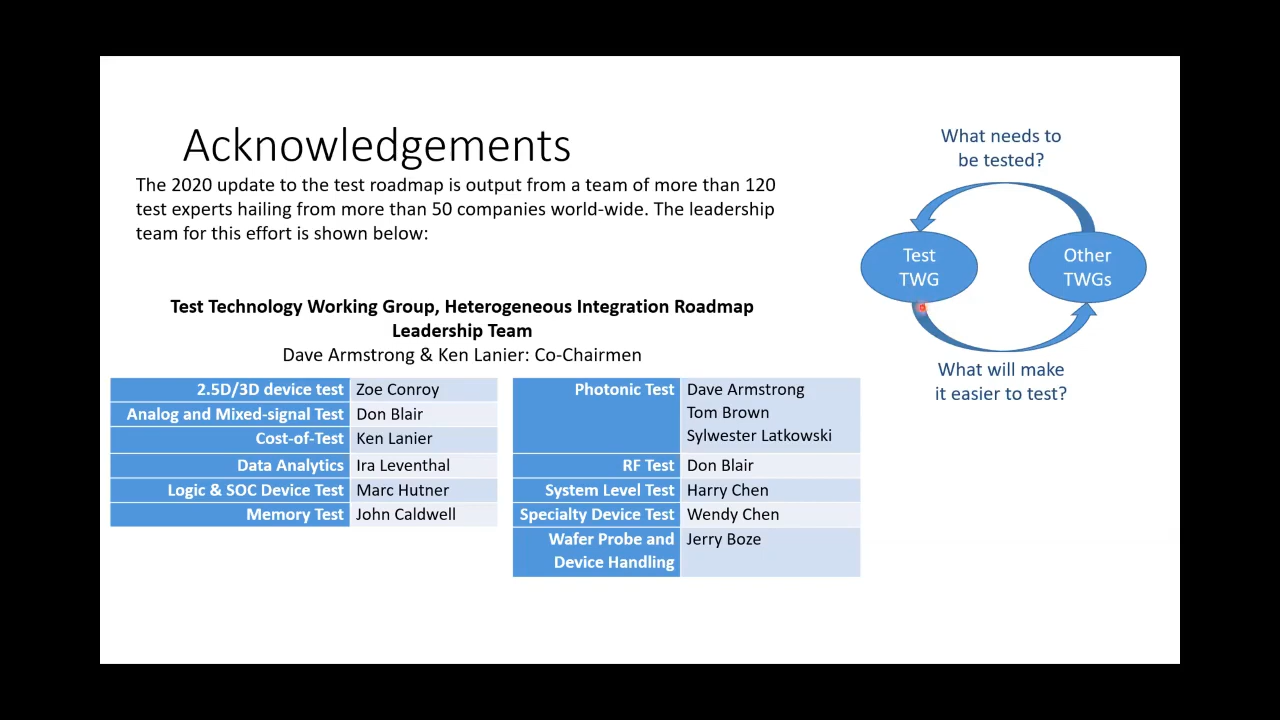 Acknowledgements
The 2020 update to the test roadmap is output from a team of more than 120
test experts hailing from more than 50 companies world-wide. The leadership
team for this effort is shown below:
Test Technology Working Group, Heterogeneous Integration Roadmap
Leadership Team
Dave Armstrong & Ken Lanier: Co-Chairmen
2.5D/3D device test Zoe Conroy
Analog and Mixed-signal Test Don Blair
Cost-of-Test Ken Lanier
Data Analytics Ira Leventhal
Logic & SOC Device Test Marc Hutner
Memory Test John Caldwell
Photonic Test Dave Armstrong
Tom Brown
Sylwester Latkowski
RF Test Don Blair
System Level Test Harry Chen
Specialty Device Test Wendy Chen
Wafer Probe and Jerry Boze
Device Handling
What needs to
be tested?
Test
TWG
Other
TWGs
What will make
it easier to test?